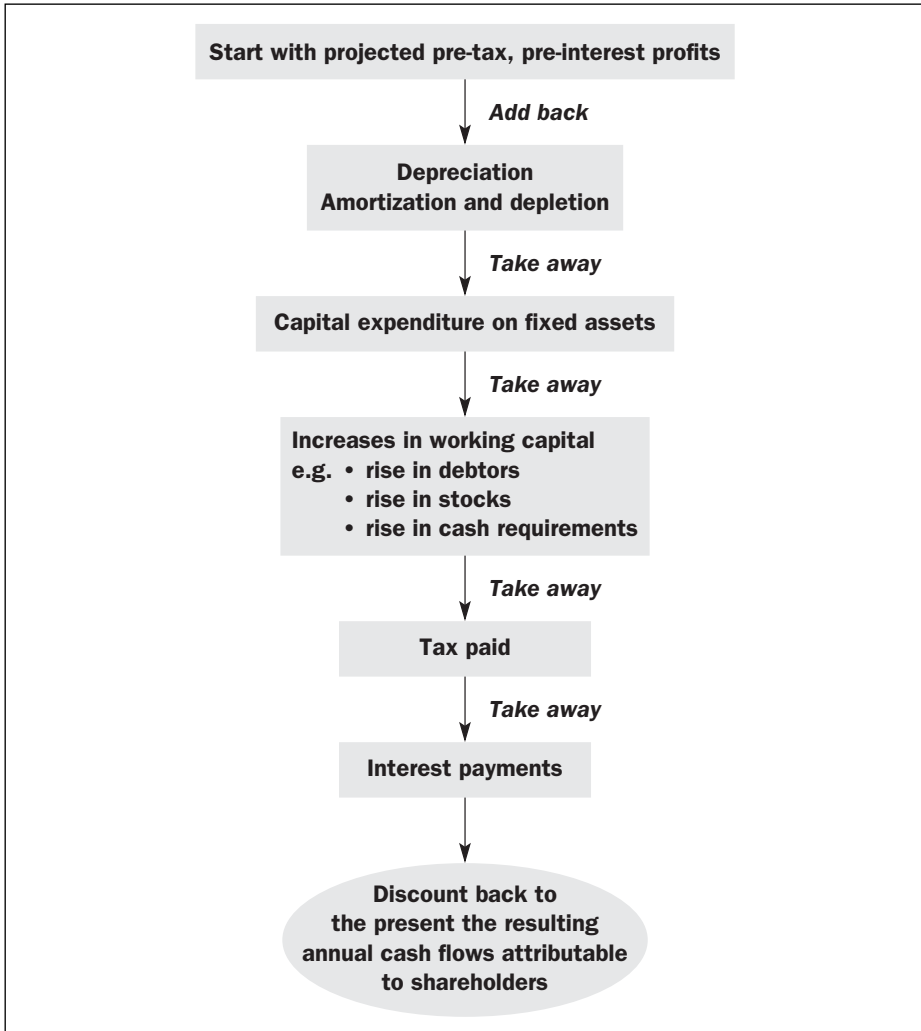 Start with projected pre-tax, pre-interest profits
Add back
Depreciation
Amortization and depletion
Take away
Capital expenditure on fixed assets
Take away
Increases in working capital
e.g. • rise in debtors
• rise in stocks
• rise in cash requirements
Take away
Tax paid
Take away
Interest payments
Discount back to
the present the resulting
annual cash flows attributable
to shareholders